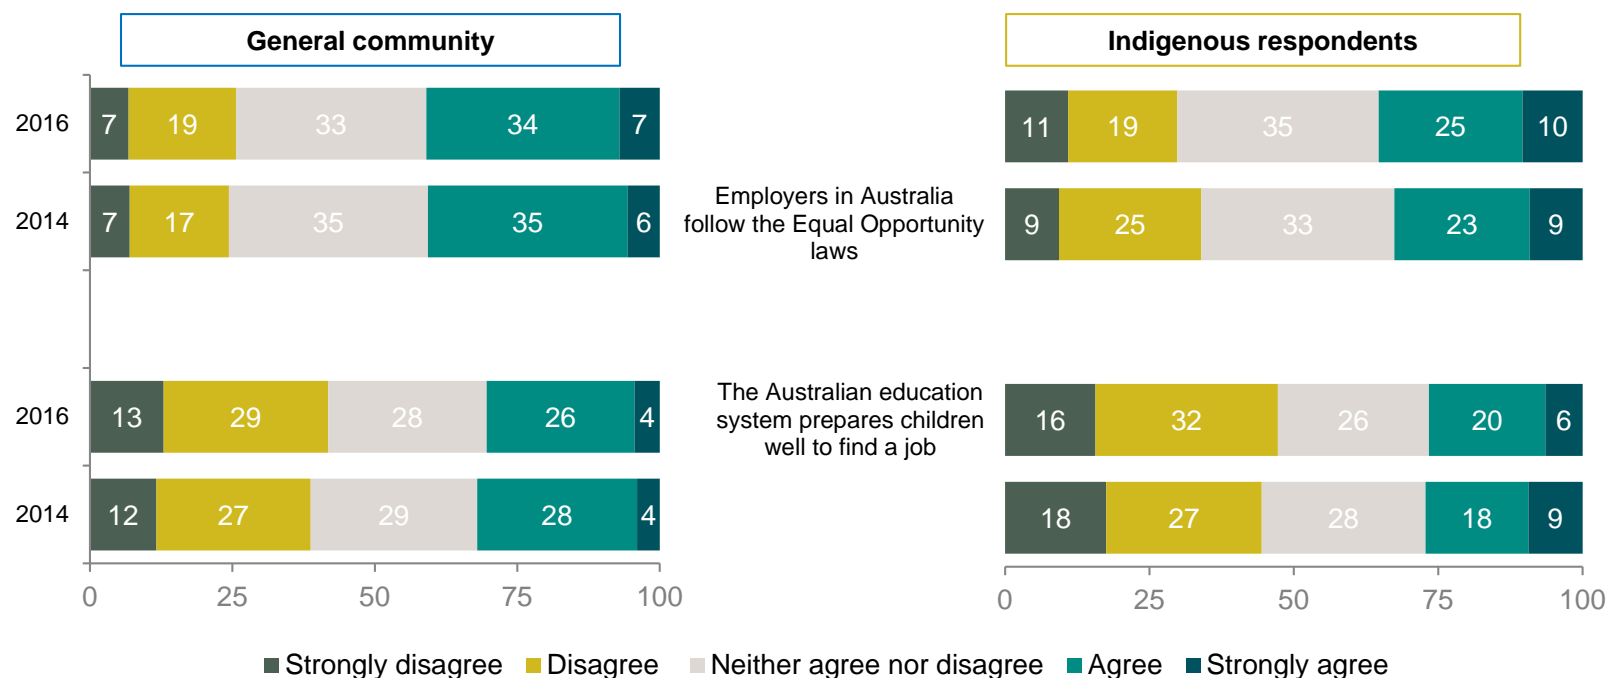 General community
Indigenous respondents
2016
7 19 33 34 7
11 19 35 25 10
Employers in Australia
follow the Equal Opportunity
laws
2014
7 17 35 35 6
9 25 33 23 9
2016
13 29 28 26 4
The Australian education
system prepares children
well to find a job
16 32 26 20 6
2014
12 27 29 28 4
18 27 28 18 9
0 25 50 75 100
0 25 50 75 100
Strongly disagree Disagree Neither agree nor disagree Agree Strongly agree